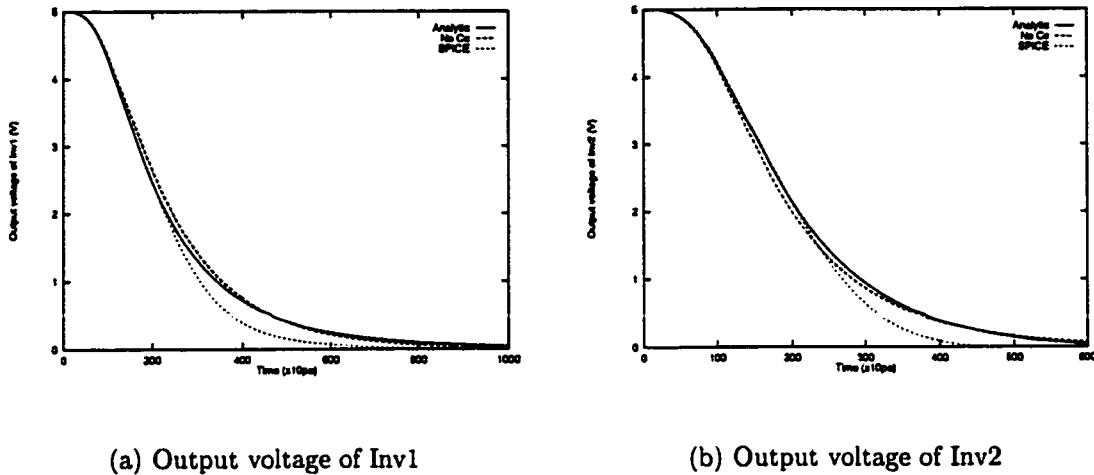 5
4
3
2
1
0
Output voltage of Inv1 (V)
Analytic
No Cc
SPICE
0 200 400 600 800 1000
Time (x10ps)
(a) Output voltage of Inv1
5
4
3
2
1
0
Output voltage of Inv2 (V)
Analytic
No Cc
SPICE
0 100 200 300 400 500 600
Time (x10ps)
(b) Output voltage of Inv2